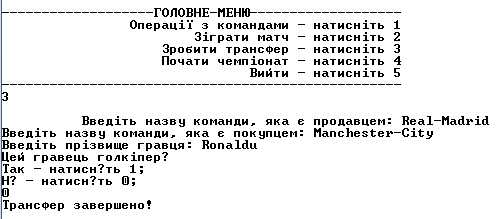 -------------------ГОЛОВНЕ-МЕНЮ-------------------
Операції з командами - натисніть 1
Зіграти матч - натисніть 2
Зробити трансфер - натисніть 3
Почати чемпіонат - натисніть 4
Вийти - натисніть 5
--------------------------------------------------
3
Введіть назву команди, яка є продавцем: Real-Madrid
Введіть назву команди, яка є покупцем: Manchester-City
Введіть прізвище гравця: Ronaldu
Цей гравець голкіпер?
Так - натисн?ть 1;
Н? - натисн?ть 0;
0
Трансфер завершено!